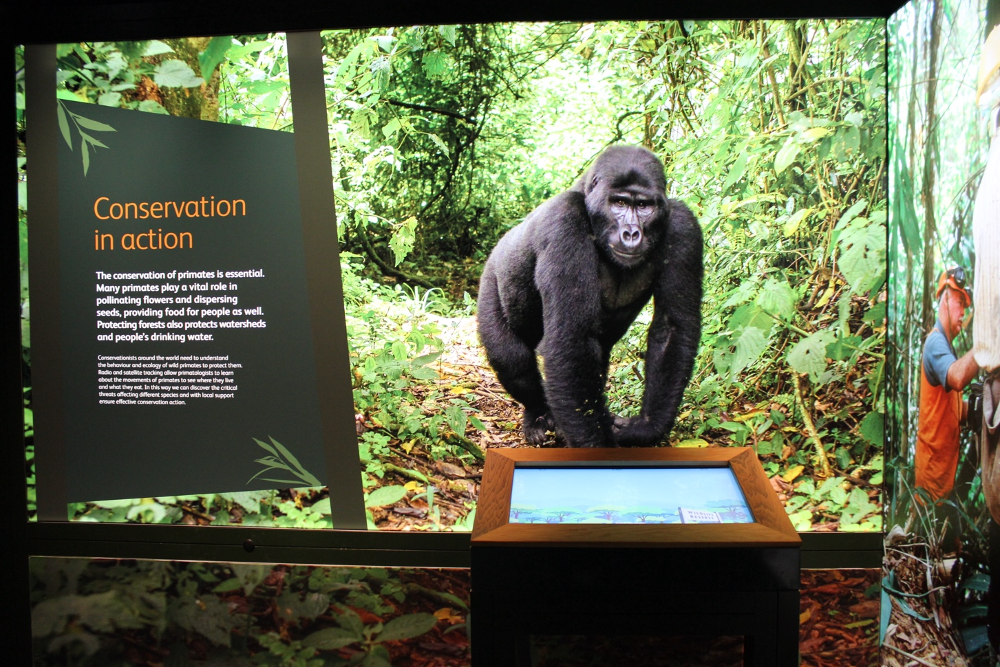 Conservation
in action
The conservation of primates is essential.
Many primates play a vital role in
pollinating flowers and dispersing
seeds, providing food for people as well.
Protecting forests also protects watersheds
and people's drinking water.
Conservationists around the world need to understand
the behaviour and ecology of wild primates to protect them.
Radio and satellite tracking allow primatologists to learn
about the movements of primates to see where they live
and what they eat. In this way we can discover the critical
threats affecting different species and with local support
ensure effective conservation action.
WILDLIFE
RESERVE